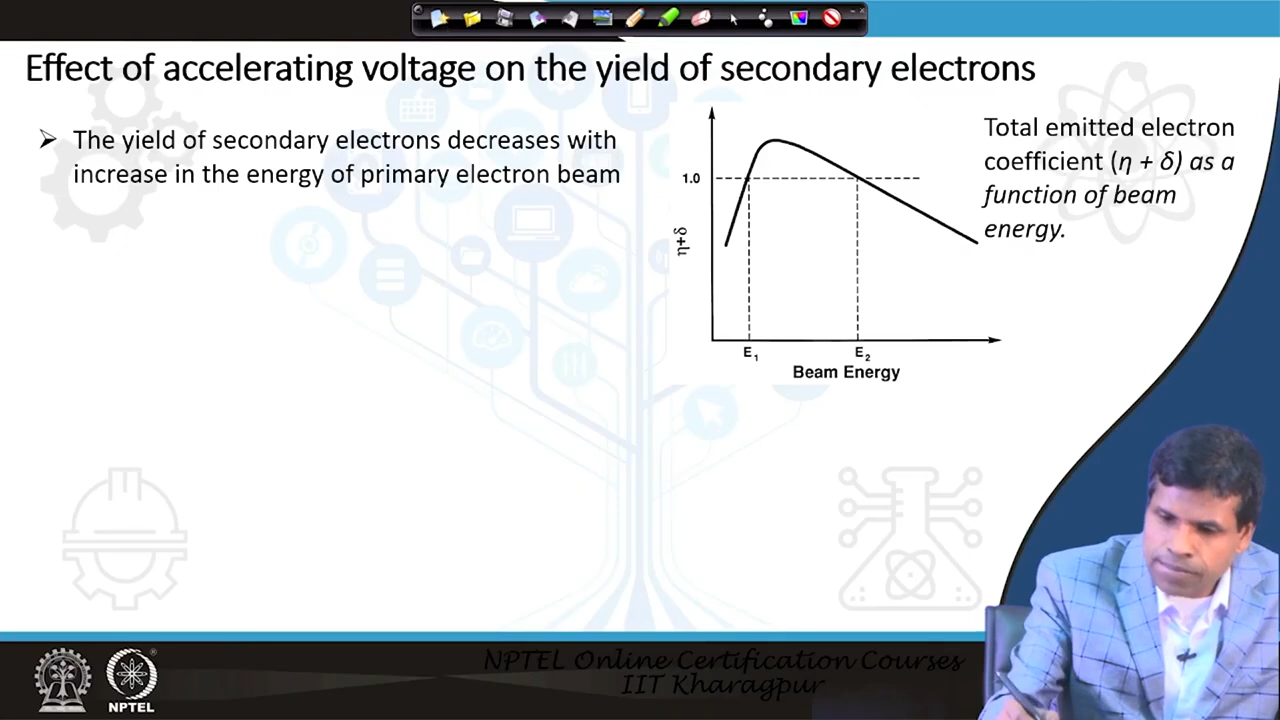 Effect of accelerating voltage on the yield of secondary electrons
➢ The yield of secondary electrons decreases with
increase in the energy of primary electron beam
1.0
η+δ
E₁
E₂
Beam Energy
Total emitted electron
coefficient (η + δ) as a
function of beam
energy.
NPTEL Online Certification Courses
IIT Kharagpur
NPTEL